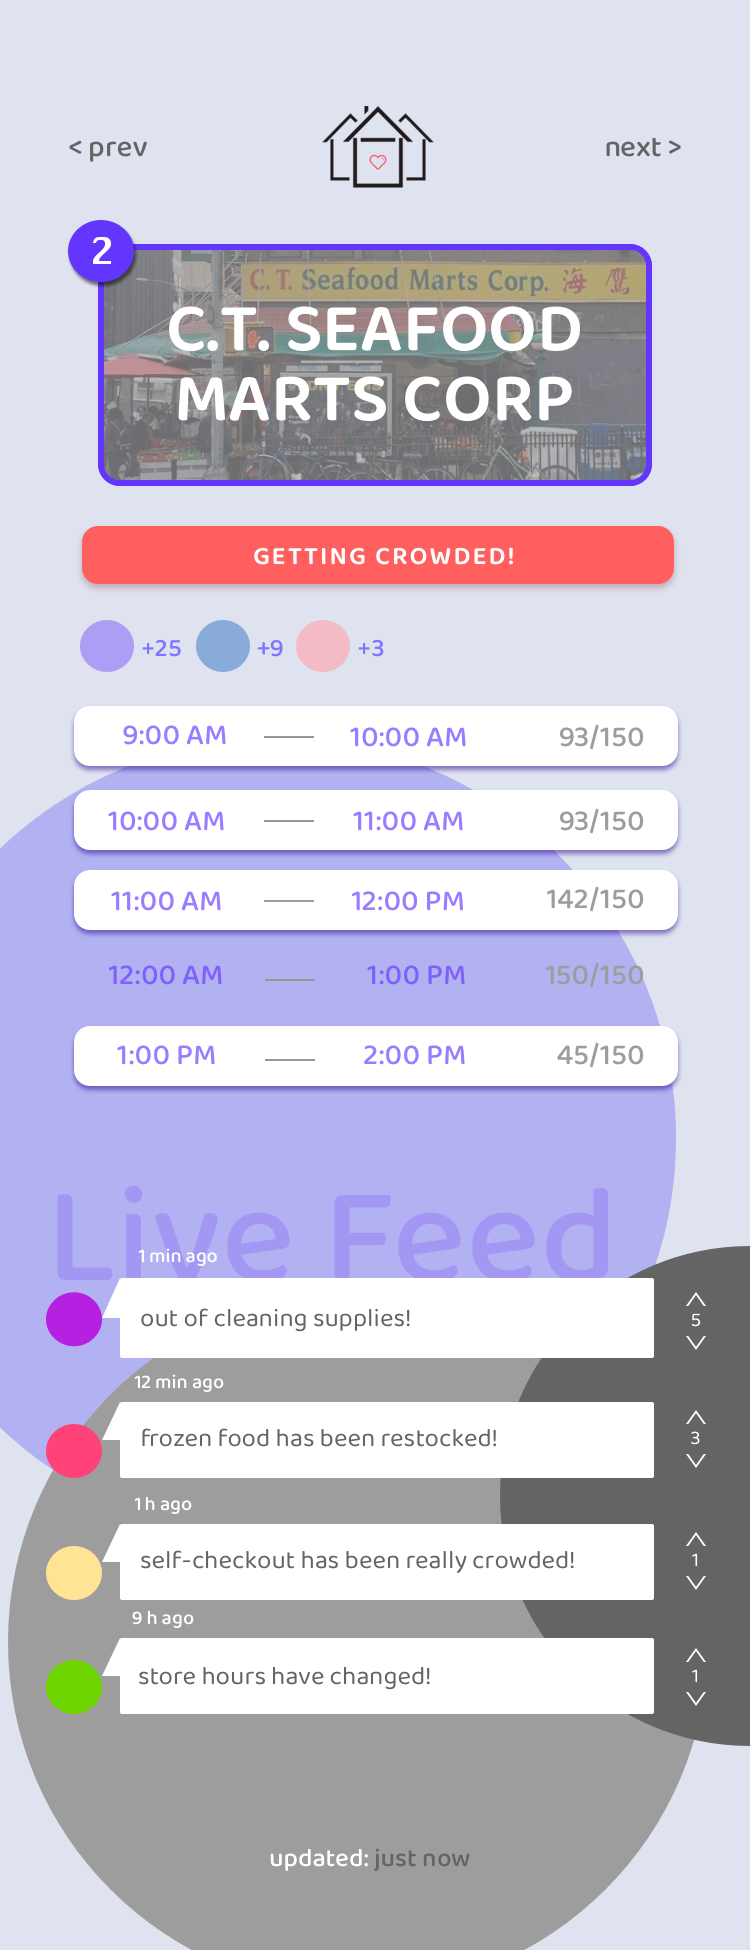 < prev
next >
2
C.T. Seafood Marts Corp. 海 鹰
C.T. SEAFOOD
MARTS CORP
GETTING CROWDED!
+25 +9 +3
9:00 AM 10:00 AM 93/150
10:00 AM 11:00 AM 93/150
11:00 AM 12:00 PM 142/150
12:00 AM 1:00 PM 150/150
1:00 PM 2:00 PM 45/150
Live Feed
1 min ago
out of cleaning supplies!
5
12 min ago
frozen food has been restocked!
3
1 h ago
self-checkout has been really crowded!
1
9 h ago
store hours have changed!
1
updated: just now